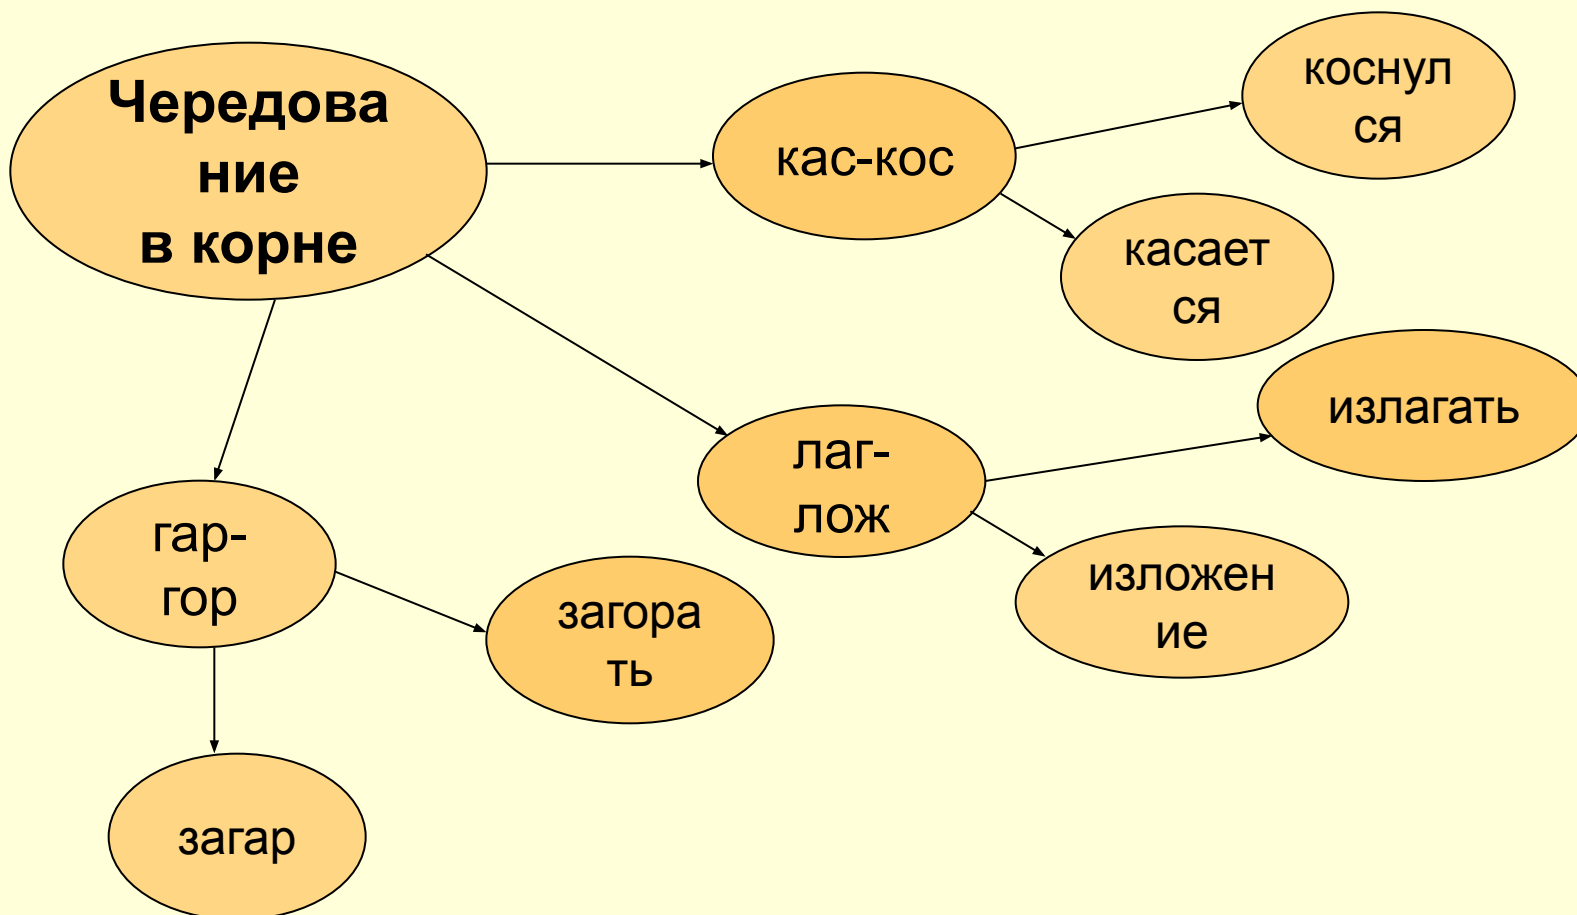 Чередова
ние
в корне
кас-кос
коснул
ся
касает
ся
лаг-
лож
излагать
изложен
ие
гар-
гор
загора
ть
загар